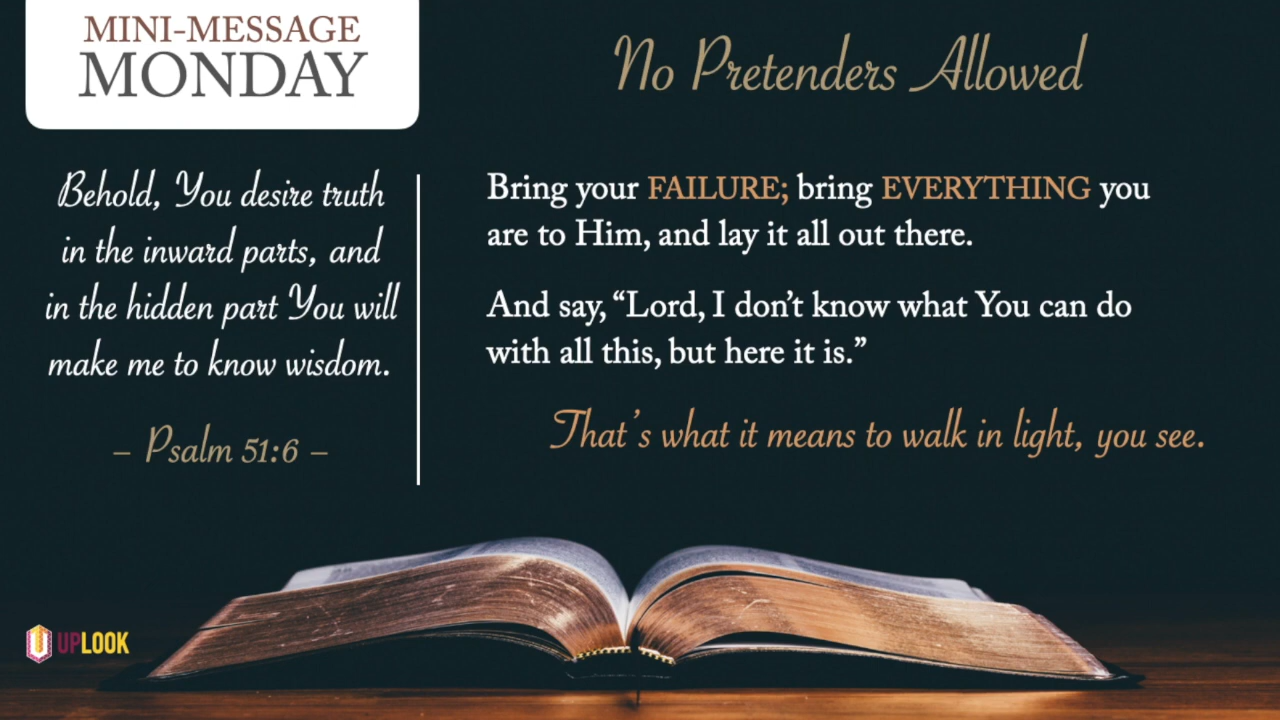 MINI-MESSAGE
MONDAY
No Pretenders Allowed
Behold, You desire truth
in the inward parts, and
in the hidden part You will
make me to know wisdom.
– Psalm 51:6 –
Bring your FAILURE; bring EVERYTHING you
are to Him, and lay it all out there.
And say, “Lord, I don’t know what You can do
with all this, but here it is.”
That’s what it means to walk in light, you see.
UPLOOK